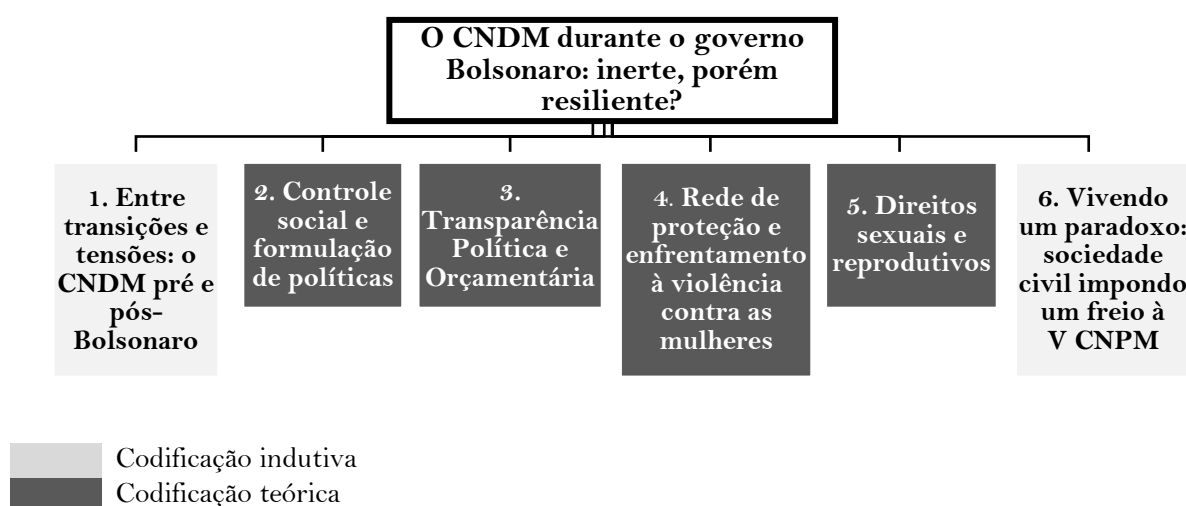 O CNDM durante o governo
Bolsonaro: inerte, porém
resiliente?
1. Entre
transições e
tensões: o
CNDM pré e
pós-
Bolsonaro
2. Controle
social e
formulação
de políticas
3.
Transparência
Política e
Orçamentária
4. Rede de
proteção e
enfrentamento
à violência
contra as
mulheres
5. Direitos
sexuais e
reprodutivos
6. Vivendo
um paradoxo:
sociedade
civil impondo
um freio à
V CNPM
Codificação indutiva
Codificação teórica